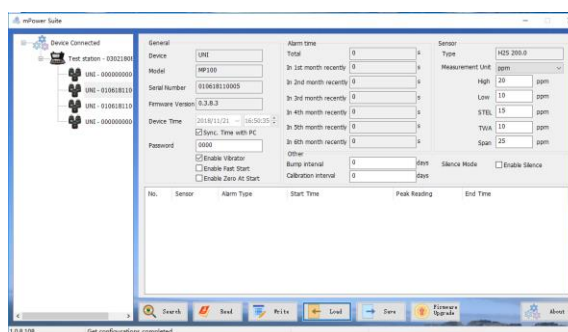 mPower Suite
Device Connected
Test station - 0302180
UNI - 000000000
UNI - 010618110
UNI - 010618110
UNI - 000000000
General
Device UNI
Model MP100
Serial Number 010618110005
Firmware Version 0.3.8.3
Device Time 2018/11/21 - 16:50:35
Sync. Time with PC
Password 0000
Enable Vibrator
Enable Fast Start
Enable Zero At Start
Alarm time
Total 0 s
In 1st month recently 0 s
In 2nd month recently 0 s
In 3rd month recently 0 s
In 4th month recently 0 s
In 5th month recently 0 s
In 6th month recently 0 s
Other
Bump interval 0 days
Calibration interval 0 days
Sensor
Type H2S 200.0
Measurement Unit ppm
High 20 ppm
Low 10 ppm
STEL 15 ppm
TWA 10 ppm
Span 25 ppm
Silence Mode Enable Silence
No. Sensor Alarm Type Start Time Peak Reading End Time
Search Read Write Load Save Firmware Upgrade About
1.0.8.108 Get configurations completed